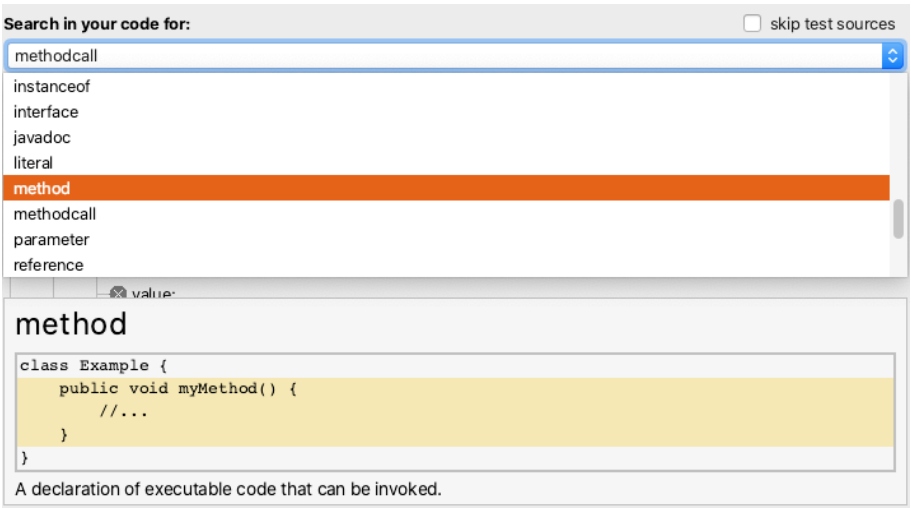 Search in your code for:
skip test sources
methodcall
instanceof
interface
javadoc
literal
method
methodcall
parameter
reference
value:
method
class Example {
    public void myMethod() {
        //...
    }
}
A declaration of executable code that can be invoked.